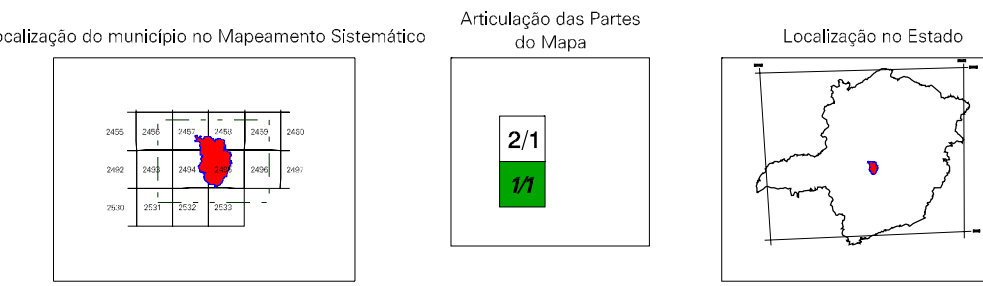 ocalização do município no Mapeamento Sistemático
2455 2456 2457 2458 2459 2460
2492 2493 2494 2495 2496 2497
2530 2531 2532 2533
Articulação das Partes
do Mapa
2/1
1/1
Localização no Estado